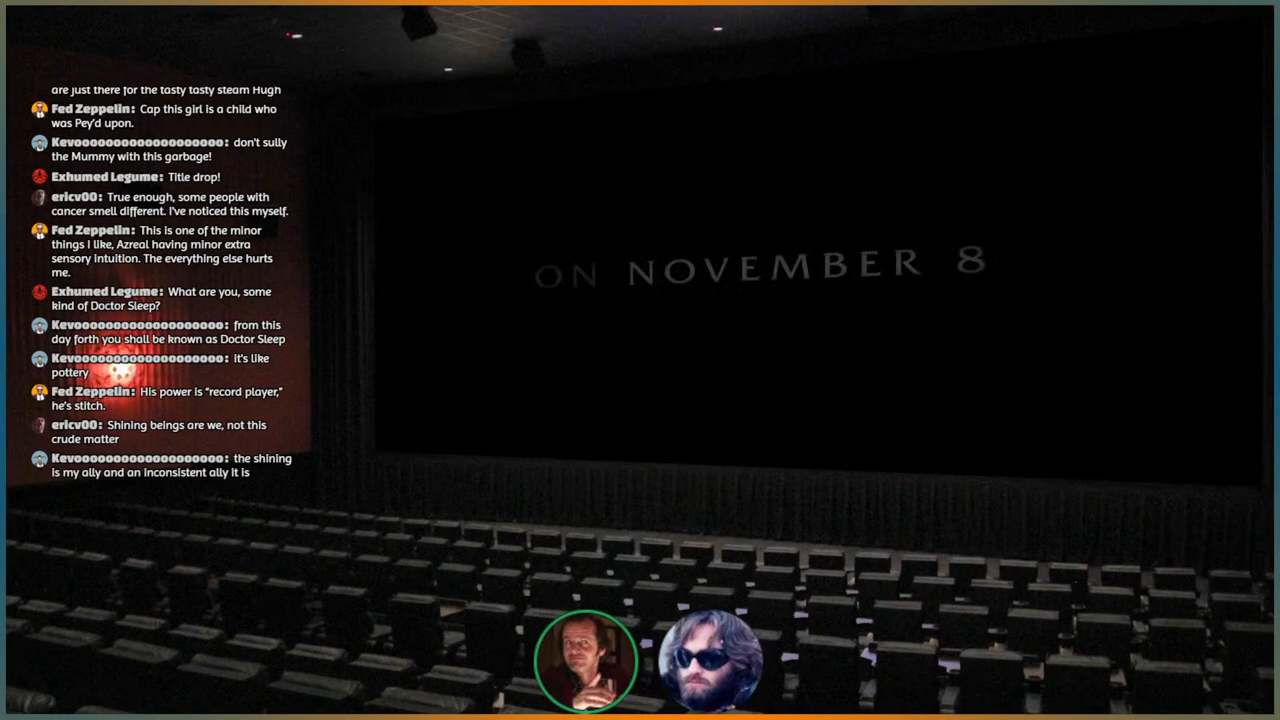 are just there for the tasty tasty steam Hugh
Fed Zeppelin: Cap this girl is a child who
was Pey'd upon.
Kevoooooooooooooooooooo: don't sully
the Mummy with this garbage!
Exhumed Legume: Title drop!
ericv00: True enough, some people with
cancer smell different. I've noticed this myself.
Fed Zeppelin: This is one of the minor
things I like, Azreal having minor extra
sensory intuition. The everything else hurts
me.
Exhumed Legume: What are you, some
kind of Doctor Sleep?
Kevoooooooooooooooooooo: from this
day forth you shall be known as Doctor Sleep
Kevoooooooooooooooooooo: it's like
pottery
Fed Zeppelin: His power is "record player,"
he's stitch.
ericv00: Shining beings are we, not this
crude matter
Kevoooooooooooooooooooo: the shining
is my ally and an inconsistent ally it is
ON NOVEMBER 8